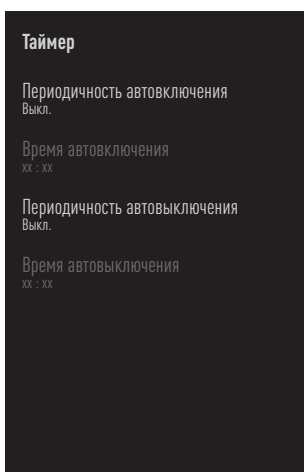 Таймер
Периодичность автовключения
Выкл.
Время автовключения
xx : xx
Периодичность автовыключения
Выкл.
Время автовыключения
xx : xx